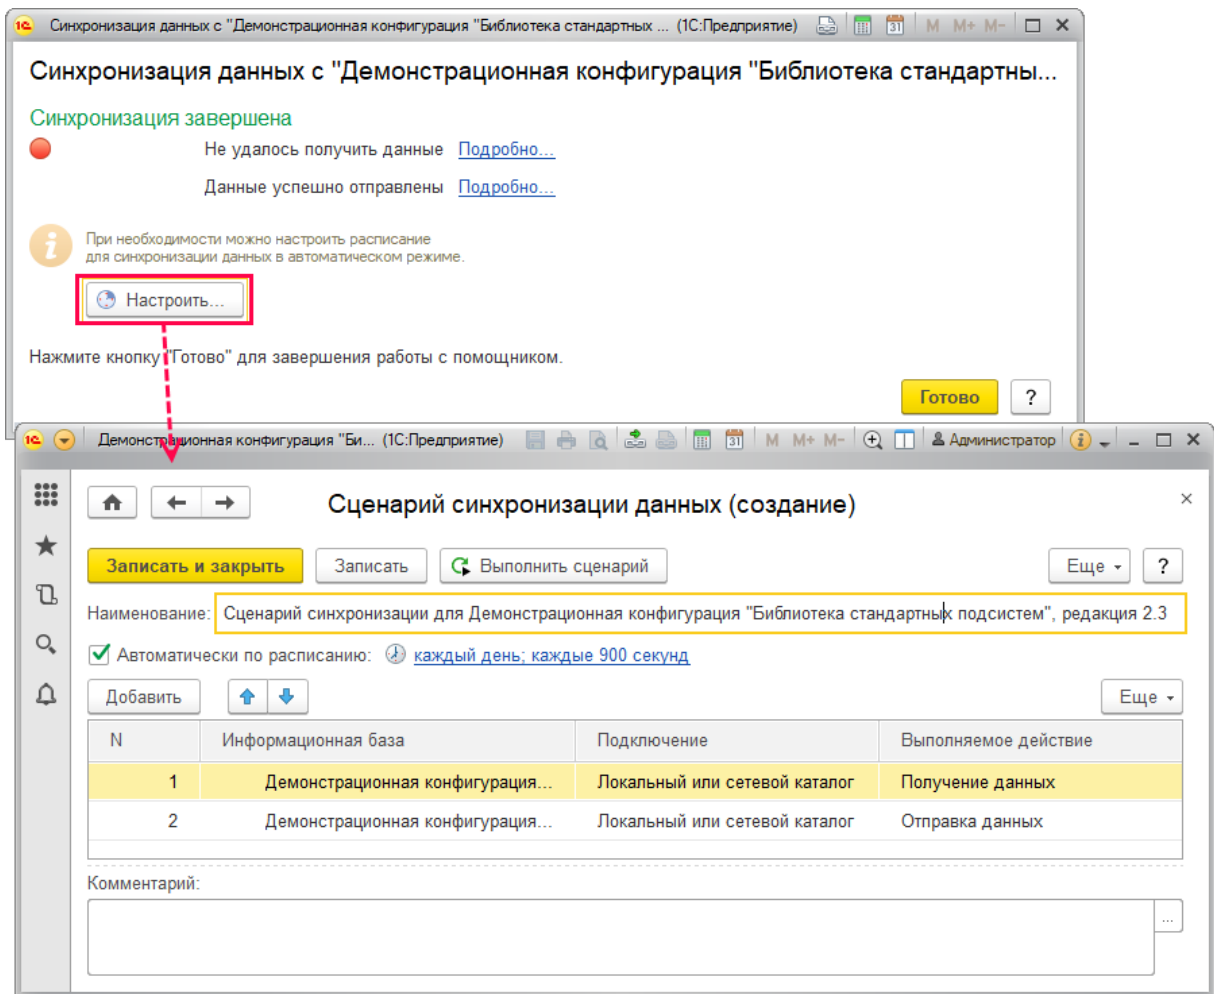 Синхронизация данных с "Демонстрационная конфигурация "Библиотека стандартных ... (1С:Предприятие)
M M+ M-
Синхронизация данных с "Демонстрационная конфигурация "Библиотека стандартны...
Синхронизация завершена
Не удалось получить данные Подробно...
Данные успешно отправлены Подробно...
При необходимости можно настроить расписание
для синхронизации данных в автоматическом режиме.
Настроить...
Нажмите кнопку "Готово" для завершения работы с помощником.
Готово ?
Демонстрационная конфигурация "Би... (1С:Предприятие) 31 M M+ M- Администратор
Сценарий синхронизации данных (создание)
Записать и закрыть Записать Выполнить сценарий Еще ?
Наименование: Сценарий синхронизации для Демонстрационная конфигурация "Библиотека стандартных подсистем", редакция 2.3
Автоматически по расписанию: каждый день; каждые 900 секунд
Добавить Еще
N Информационная база Подключение Выполняемое действие
1 Демонстрационная конфигурация... Локальный или сетевой каталог Получение данных
2 Демонстрационная конфигурация... Локальный или сетевой каталог Отправка данных
Комментарий:
...